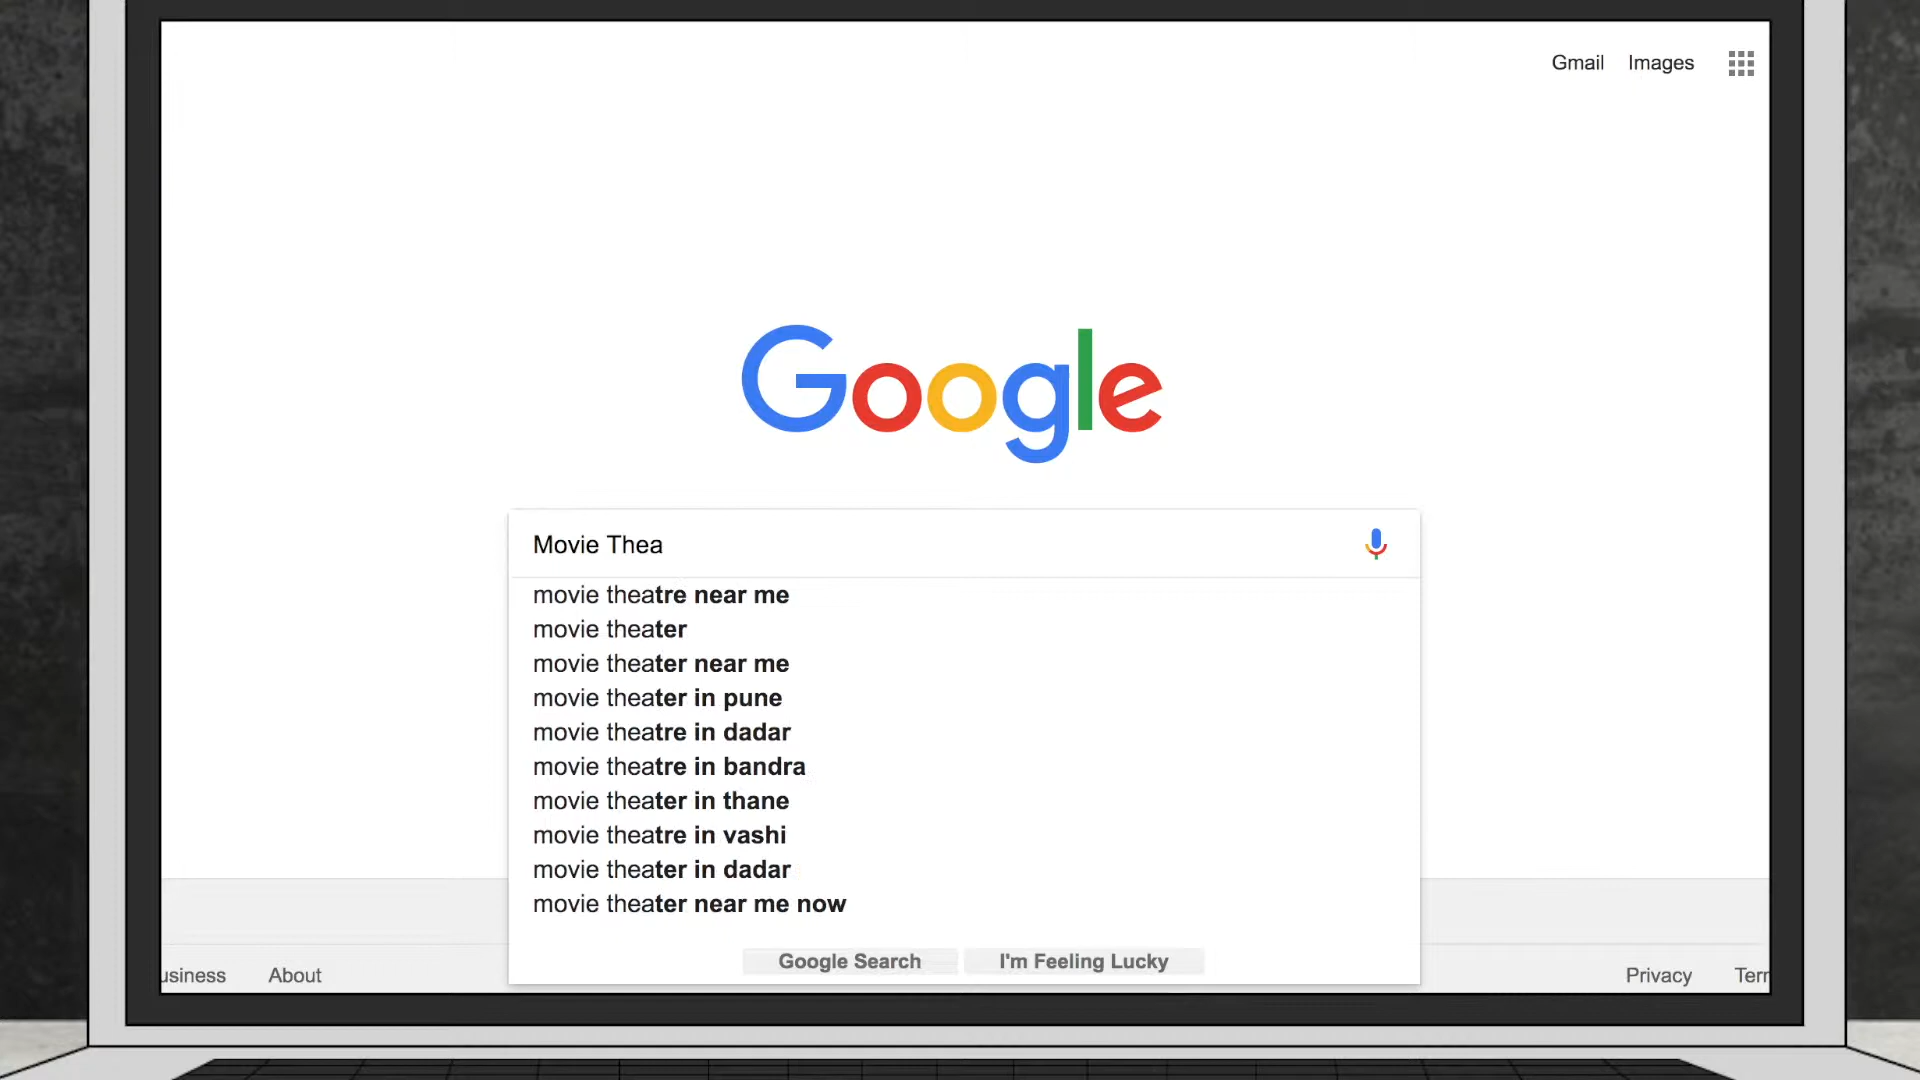 Gmail Images
Google
Movie Thea
movie theatre near me
movie theater
movie theater near me
movie theater in pune
movie theatre in dadar
movie theatre in bandra
movie theater in thane
movie theatre in vashi
movie theater in dadar
movie theater near me now
Google Search I'm Feeling Lucky
usiness About Privacy Terr